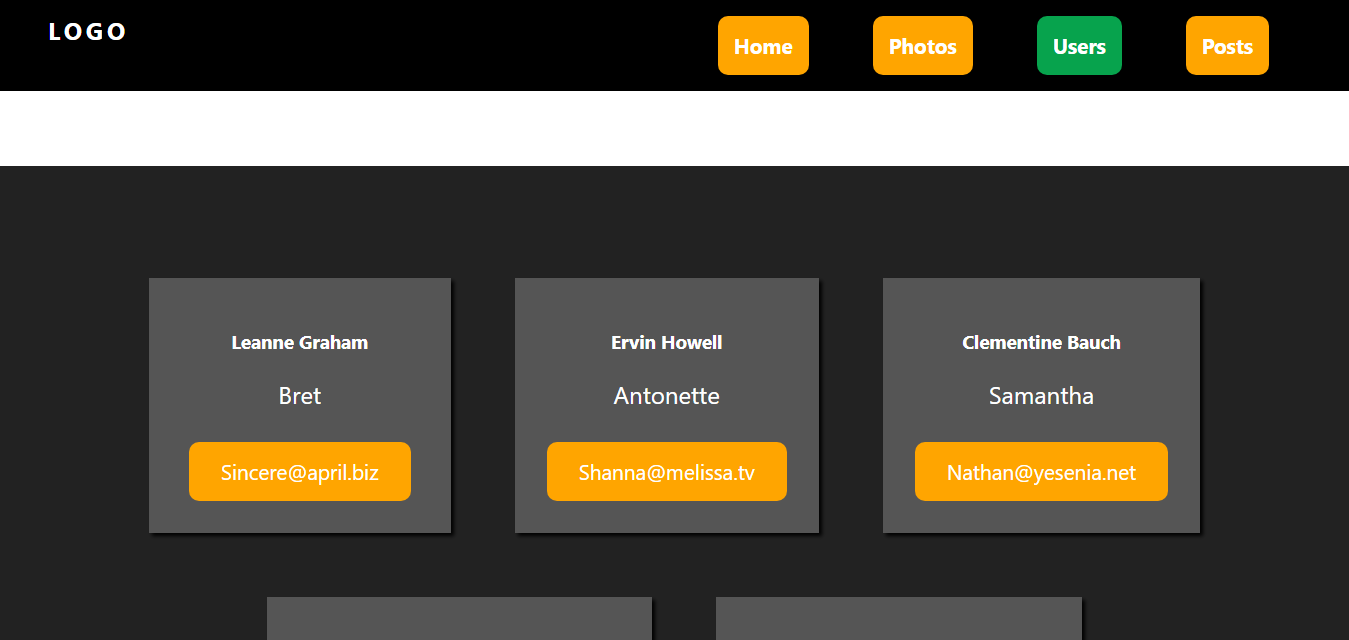 LOGO
Home
Photos
Users
Posts
Leanne Graham
Bret
Sincere@april.biz
Ervin Howell
Antonette
Shanna@melissa.tv
Clementine Bauch
Samantha
Nathan@yesenia.net